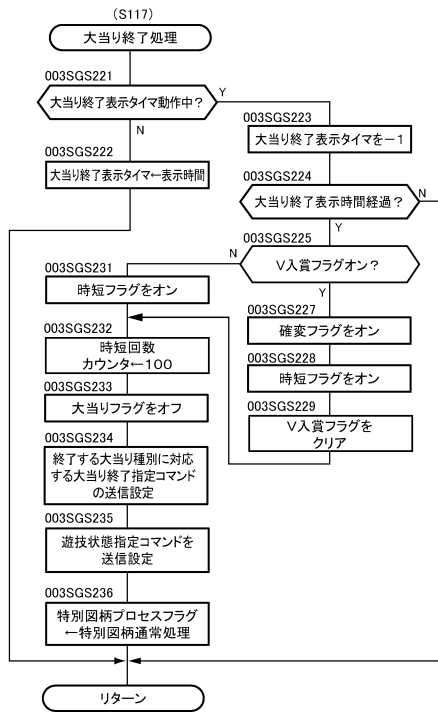 (S117)
大当り終了処理
003SGS221
大当り終了表示タイマ動作中?
Y
N
003SGS222
大当り終了表示タイマ←表示時間
003SGS223
大当り終了表示タイマを－1
003SGS224
大当り終了表示時間経過?
N
Y
003SGS225
V入賞フラグオン?
N
Y
003SGS231
時短フラグをオン
003SGS227
確変フラグをオン
003SGS232
時短回数
カウンタ←100
003SGS228
時短フラグをオン
003SGS233
大当りフラグをオフ
003SGS229
V入賞フラグを
クリア
003SGS234
終了する大当り種別に対応
する大当り終了指定コマンド
の送信設定
003SGS235
遊技状態指定コマンドを
送信設定
003SGS236
特別図柄プロセスフラグ
←特別図柄通常処理
リターン